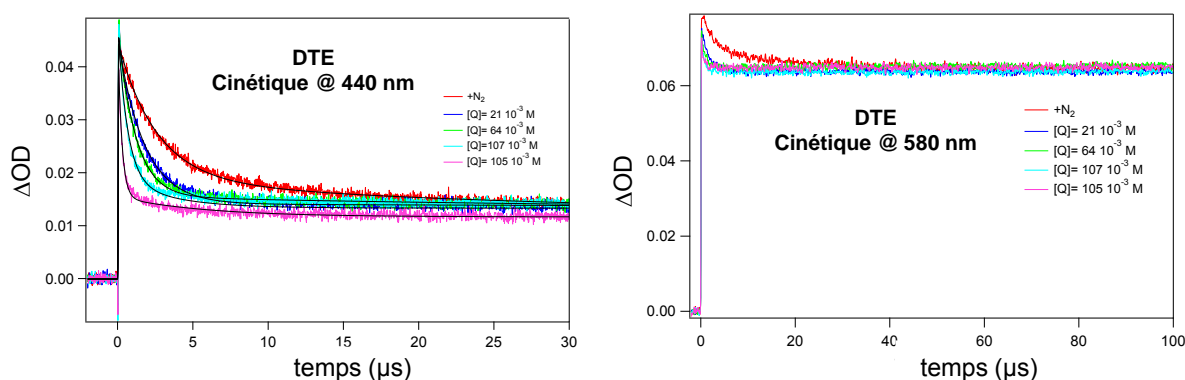 DTE
Cinétique @ 440 nm
+N₂
[Q]= 21 10⁻³ M
[Q]= 64 10⁻³ M
[Q]=107 10⁻³ M
[Q]= 105 10⁻³ M
ΔOD
0.04
0.03
0.02
0.01
0.00
0 5 10 15 20 25 30
temps (µs)
DTE
Cinétique @ 580 nm
+N₂
[Q]= 21 10⁻³ M
[Q]= 64 10⁻³ M
[Q]= 107 10⁻³ M
[Q]= 105 10⁻³ M
ΔOD
0.06
0.04
0.02
0.00
0 20 40 60 80 100
temps (µs)